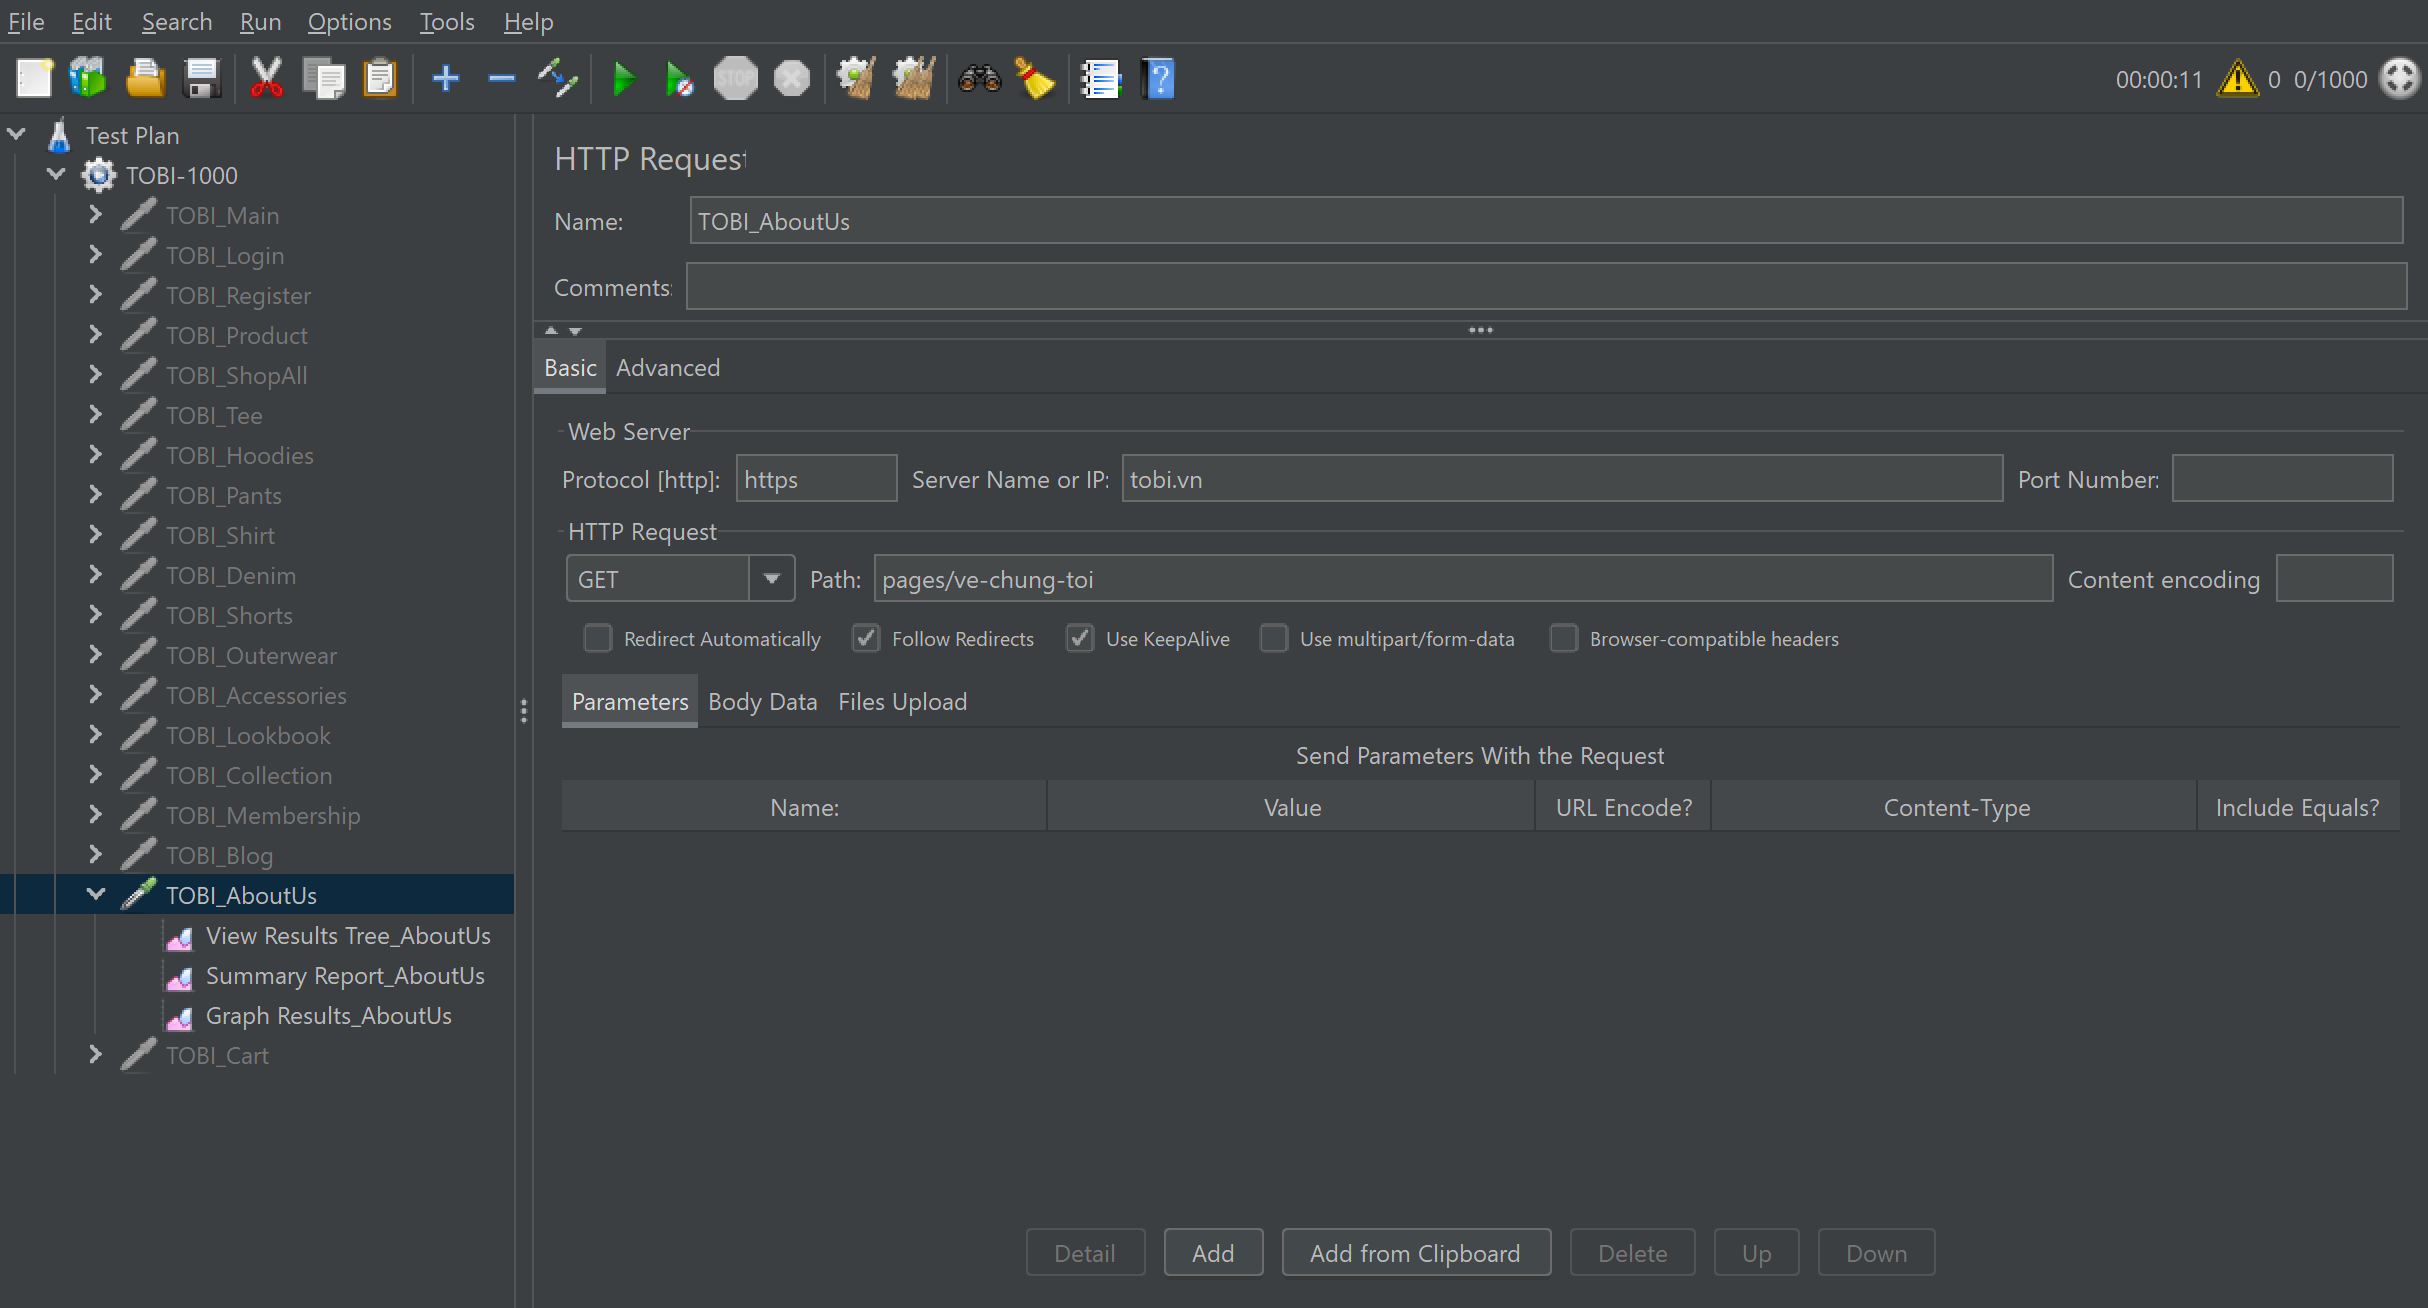 File Edit Search Run Options Tools Help
STOP 00:00:11 0 0/1000
Test Plan
TOBI-1000
TOBI_Main
TOBI_Login
TOBI_Register
TOBI_Product
TOBI_ShopAll
TOBI_Tee
TOBI_Hoodies
TOBI_Pants
TOBI_Shirt
TOBI_Denim
TOBI_Shorts
TOBI_Outerwear
TOBI_Accessories
TOBI_Lookbook
TOBI_Collection
TOBI_Membership
TOBI_Blog
TOBI_AboutUs
View Results Tree_AboutUs
Summary Report_AboutUs
Graph Results_AboutUs
TOBI_Cart
HTTP Request
Name: TOBI_AboutUs
Comments:
Basic Advanced
Web Server
Protocol [http]: https Server Name or IP: tobi.vn Port Number:
HTTP Request
GET Path: pages/ve-chung-toi Content encoding
Redirect Automatically Follow Redirects Use KeepAlive Use multipart/form-data Browser-compatible headers
Parameters Body Data Files Upload
Send Parameters With the Request
Name: Value URL Encode? Content-Type Include Equals?
Detail Add Add from Clipboard Delete Up Down